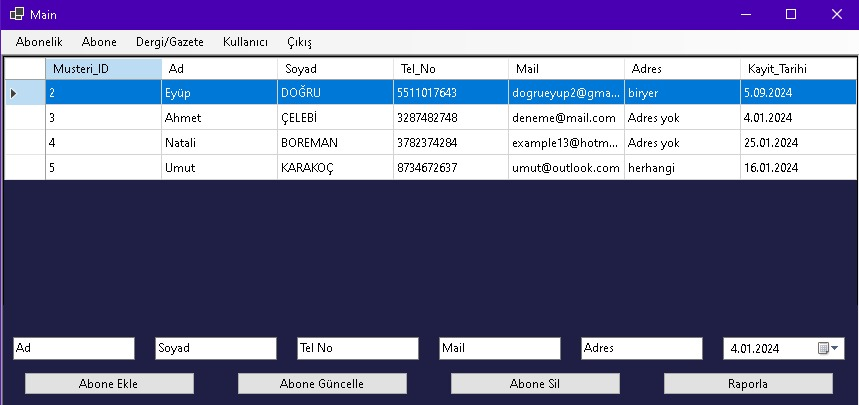 Main
Abonelik Abone Dergi/Gazete Kullanıcı Çıkış
Musteri_ID Ad Soyad Tel_No Mail Adres Kayit_Tarihi
2 Eyüp DOĞRU 5511017643 dogrueyup2@gma... biryer 5.09.2024
3 Ahmet ÇELEBİ 3287482748 deneme@mail.com Adres yok 4.01.2024
4 Natali BOREMAN 3782374284 example13@hotm... Adres yok 25.01.2024
5 Umut KARAKOÇ 8734672637 umut@outlook.com herhangi 16.01.2024
Ad Soyad Tel No Mail Adres 4.01.2024
Abone Ekle Abone Güncelle Abone Sil Raporla